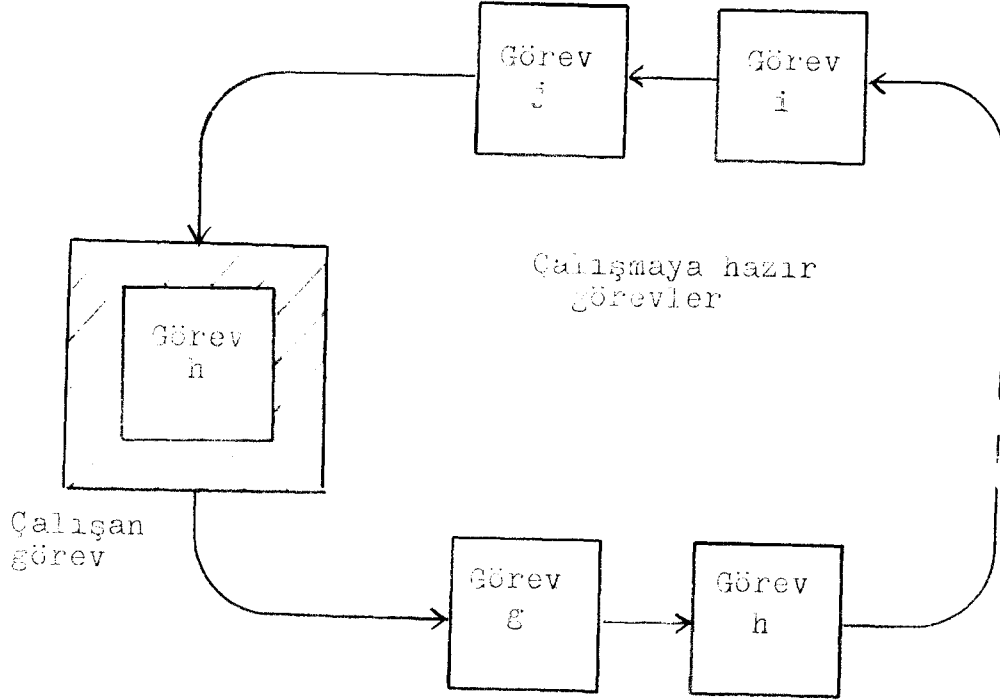 Görev
j
Görev
i
Çalışmaya hazır
görevler
Görev
h
Çalışan
görev
Görev
g
Görev
h